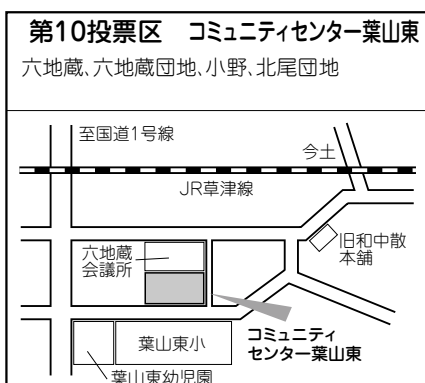 第10投票区　コミュニティセンター葉山東
六地蔵、六地蔵団地、小野、北尾団地
至国道1号線
今土
JR草津線
六地蔵
会議所
旧和中散
本舗
葉山東小
コミュニティ
センター葉山東
葉山東幼児園